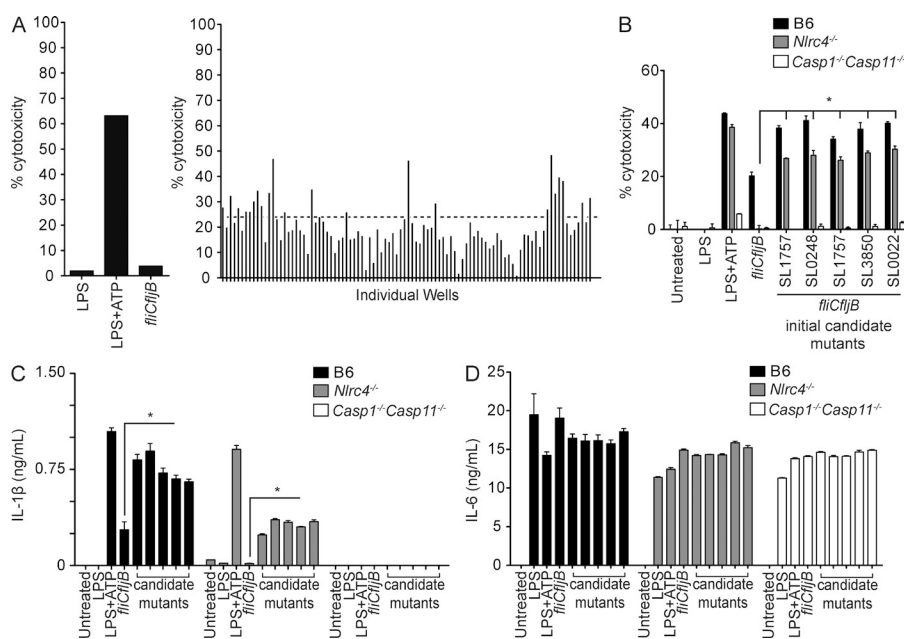 A
% cytotoxicity
100
90
80
70
60
50
40
30
20
10
0
LPS
LPS+ATP
fliCfljB
% cytotoxicity
100
90
80
70
60
50
40
30
20
10
0
Individual Wells
B
B6
Nlrc4-/-
Casp1-/-Casp11-/-
% cytotoxicity
60
40
20
0
*
Untreated
LPS
LPS+ATP
fliCfljB
SL1757
SL0248
SL1757
SL3850
SL0022
fliCfljB
initial candidate
mutants
C
B6
Nlrc4-/-
Casp1-/-Casp11-/-
IL-1β (ng/mL)
1.50
0.75
0
*
*
Untreated
LPS
LPS+ATP
fliCfljB
candidate
mutants
Untreated
LPS
LPS+ATP
fliCfljB
candidate
mutants
Untreated
LPS
LPS+ATP
fliCfljB
candidate
mutants
D
B6
Nlrc4-/-
Casp1-/-Casp11-/-
IL-6 (ng/mL)
25
20
15
10
5
0
Untreated
LPS
LPS+ATP
fliCfljB
candidate
mutants
Untreated
LPS
LPS+ATP
fliCfljB
candidate
mutants
Untreated
LPS
LPS+ATP
fliCfljB
candidate
mutants